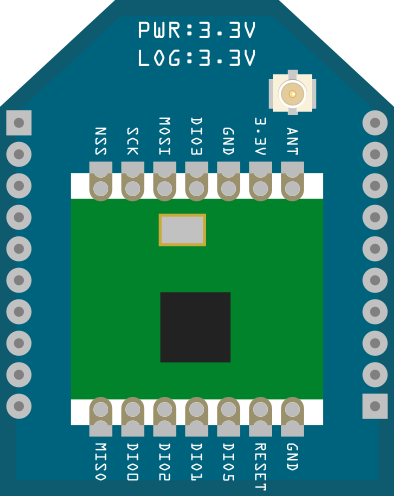 PWR:3.3V
LOG:3.3V
NSS
SCK
MOSI
DIO3
GND
3.3V
ANT
MISO
DIO0
DIO2
DIO1
DIO5
RESET
GND